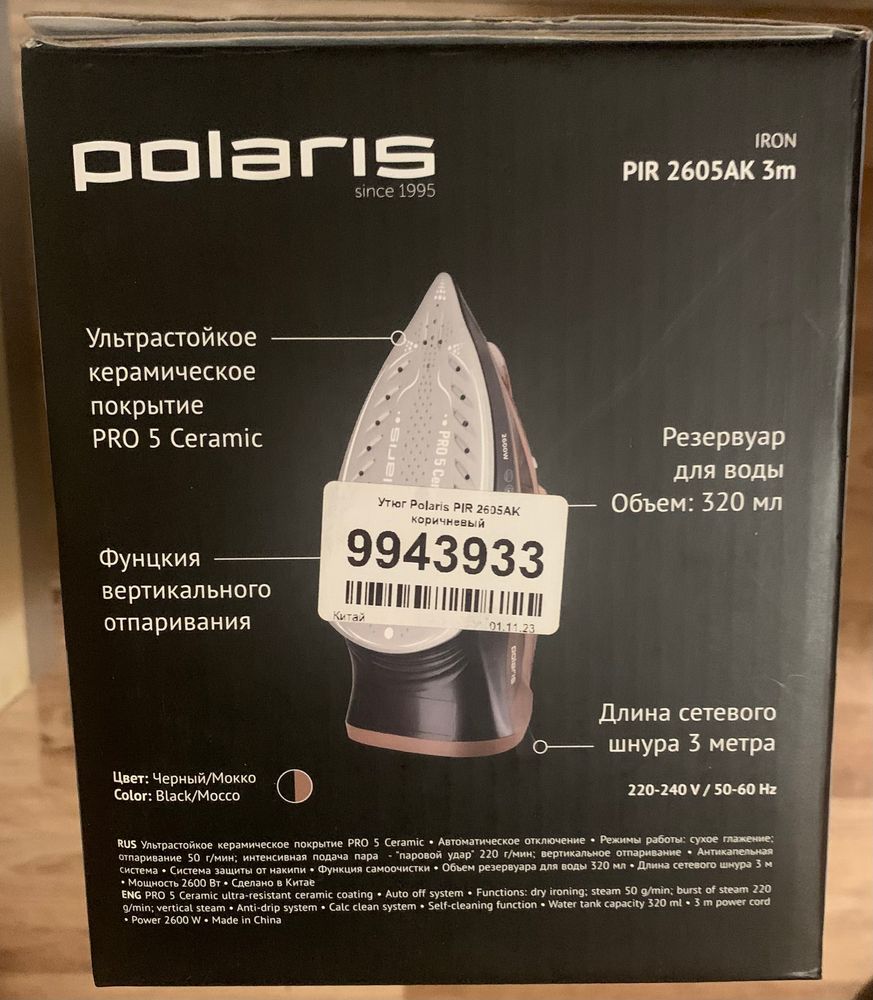 polaris
since 1995
IRON
PIR 2605AK 3m
Ультрастойкое
керамическое
покрытие
PRO 5 Ceramic
Резервуар
для воды
Объем: 320 мл
polaris
PRO 5 Cer
2600W
Утюг Polaris PIR 2605AK
коричневый
9943933
Китай
01.11.23
Фунцкия
вертикального
отпаривания
polaris
Длина сетевого
шнура 3 метра
Цвет: Черный/Мокко
Color: Black/Mocco
220-240 V / 50-60 Hz
RUS Ультрастойкое керамическое покрытие PRO 5 Ceramic • Автоматическое отключение • Режимы работы: сухое глажение;
отпаривание 50 г/мин; интенсивная подача пара - "паровой удар" 220 г/мин; вертикальное отпаривание • Антикапельная
система • Система защиты от накипи • Функция самоочистки • Объем резервуара для воды 320 мл • Длина сетевого шнура 3 м
• Мощность 2600 Вт • Сделано в Китае
ENG PRO 5 Ceramic ultra-resistant ceramic coating • Auto off system • Functions: dry ironing; steam 50 g/min; burst of steam 220
g/min; vertical steam • Anti-drip system • Calc clean system • Self-cleaning function • Water tank capacity 320 ml • 3 m power cord
• Power 2600 W • Made in China